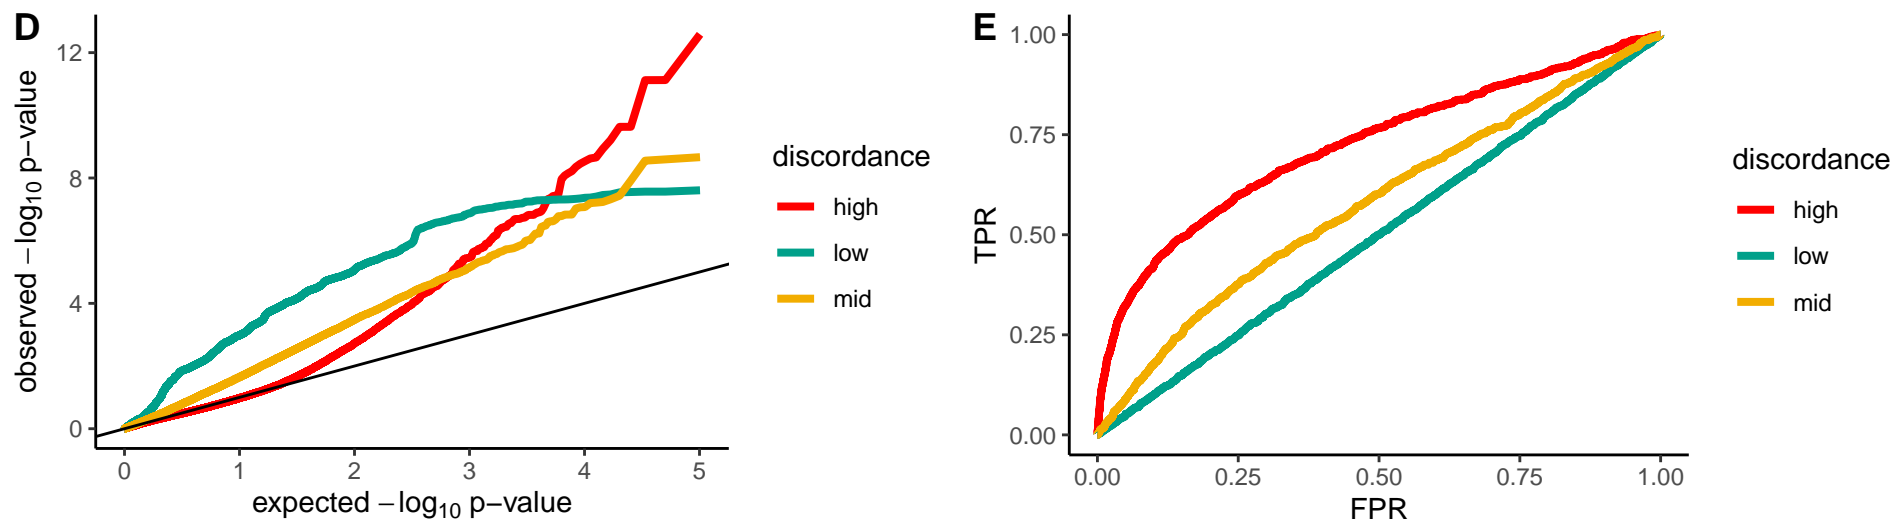 D
observed −log10 p−value
12
8
4
0
0 1 2 3 4 5
expected −log10 p−value
discordance
high
low
mid
E
TPR
1.00
0.75
0.50
0.25
0.00
0.00 0.25 0.50 0.75 1.00
FPR
discordance
high
low
mid